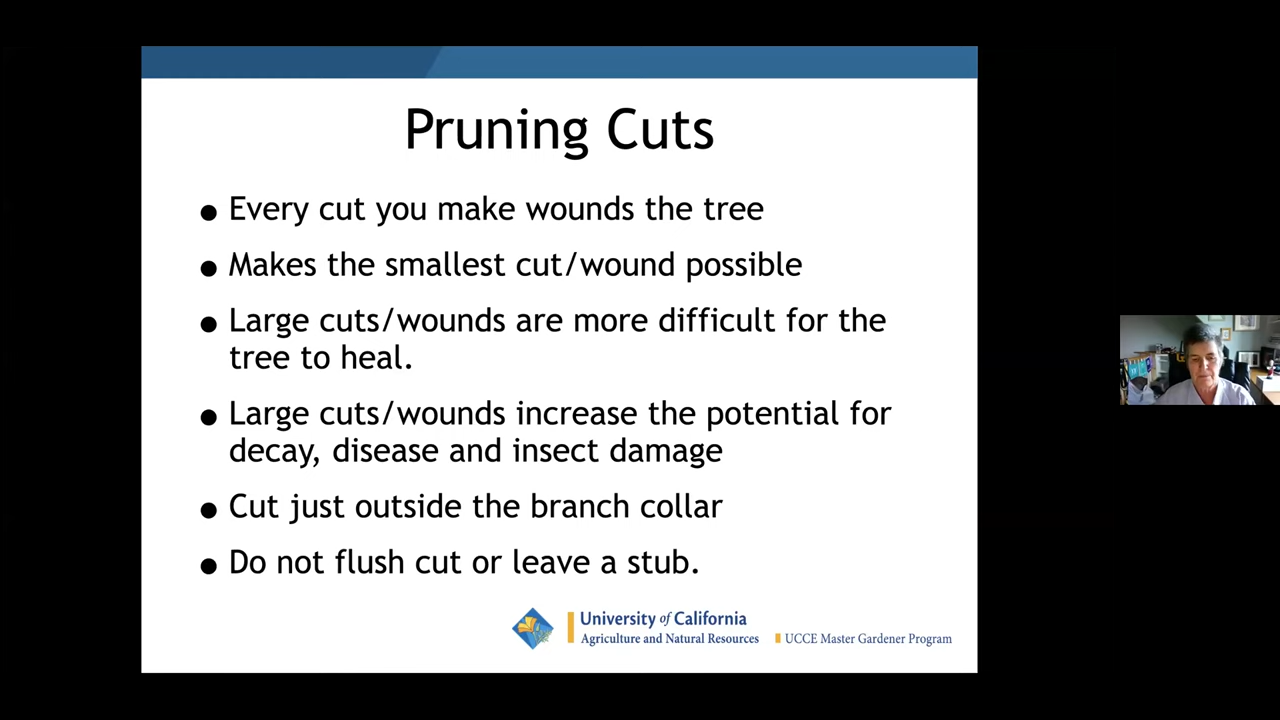 Pruning Cuts
● Every cut you make wounds the tree
● Makes the smallest cut/wound possible
● Large cuts/wounds are more difficult for the
tree to heal.
● Large cuts/wounds increase the potential for
decay, disease and insect damage
● Cut just outside the branch collar
● Do not flush cut or leave a stub.
University of California
Agriculture and Natural Resources
UCCE Master Gardener Program